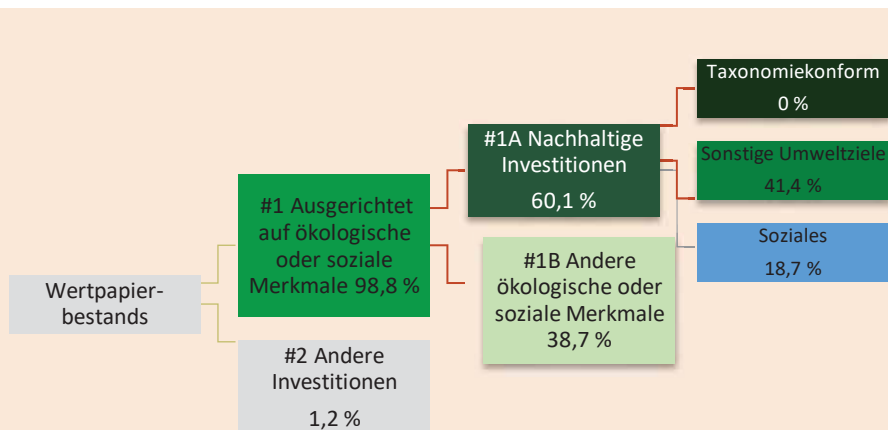 Wertpapier-
bestands
#1 Ausgerichtet
auf ökologische
oder soziale
Merkmale 98,8 %
#2 Andere
Investitionen
1,2 %
#1A Nachhaltige
Investitionen
60,1 %
#1B Andere
ökologische oder
soziale Merkmale
38,7 %
Taxonomiekonform
0 %
Sonstige Umweltziele
41,4 %
Soziales
18,7 %